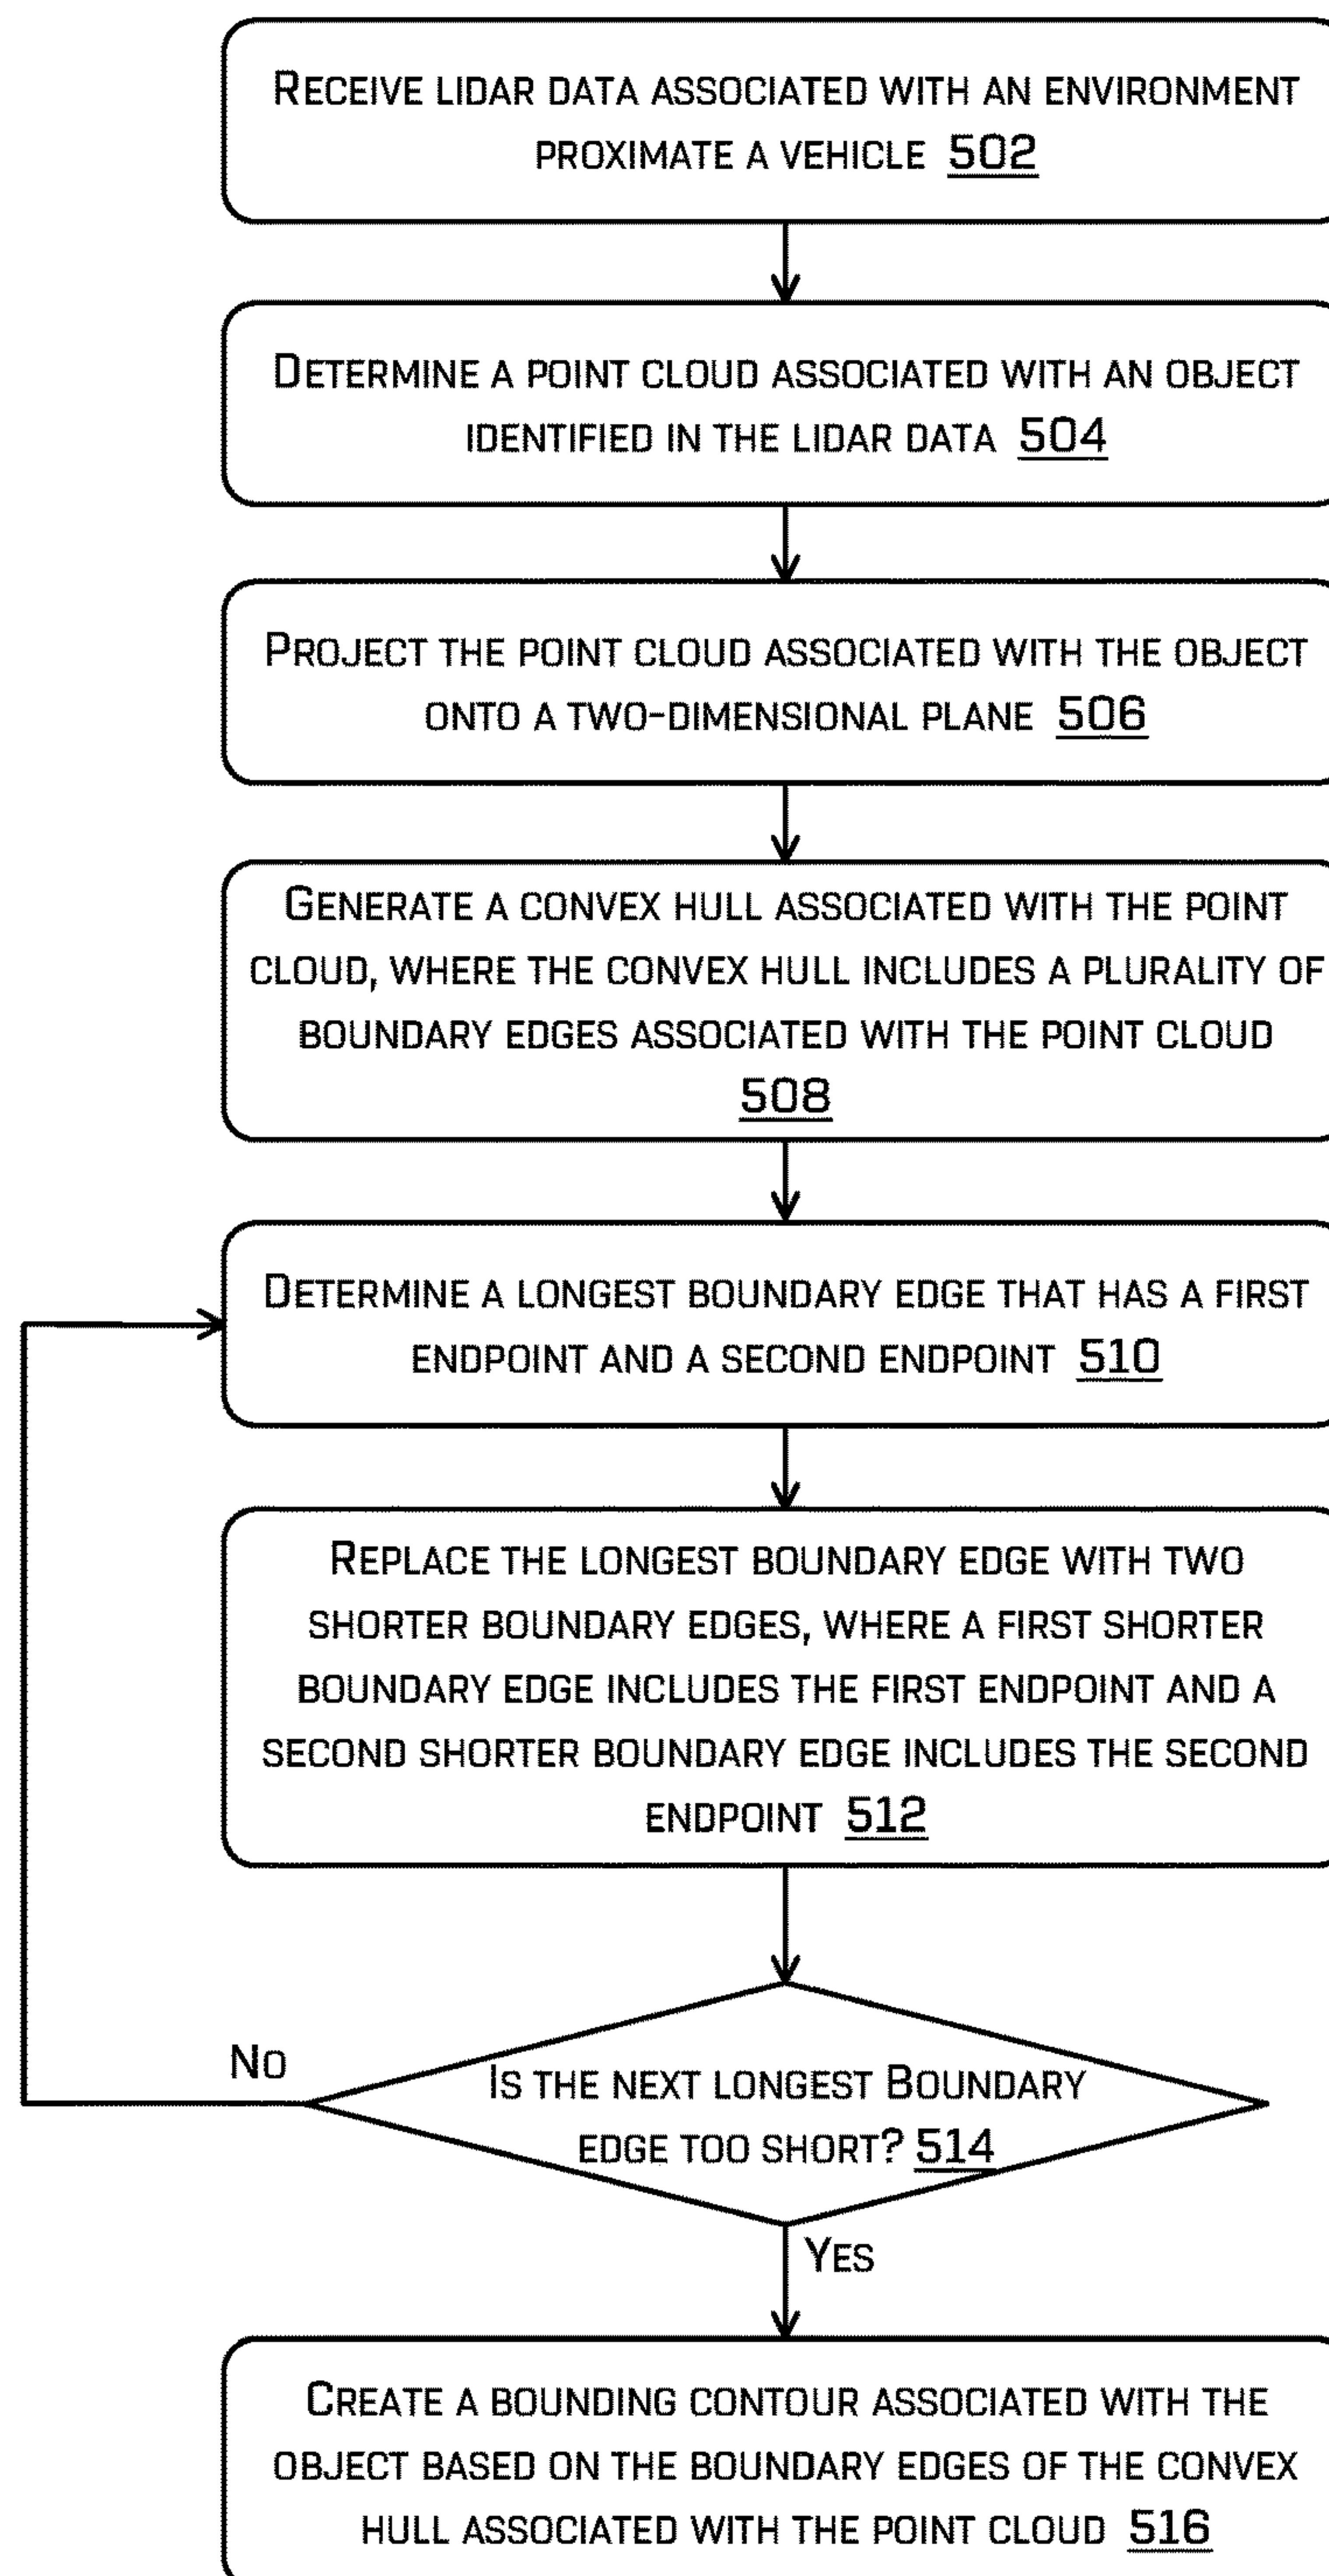 RECEIVE LIDAR DATA ASSOCIATED WITH AN ENVIRONMENT
PROXIMATE A VEHICLE 502
DETERMINE A POINT CLOUD ASSOCIATED WITH AN OBJECT
IDENTIFIED IN THE LIDAR DATA 504
PROJECT THE POINT CLOUD ASSOCIATED WITH THE OBJECT
ONTO A TWO-DIMENSIONAL PLANE 506
GENERATE A CONVEX HULL ASSOCIATED WITH THE POINT
CLOUD, WHERE THE CONVEX HULL INCLUDES A PLURALITY OF
BOUNDARY EDGES ASSOCIATED WITH THE POINT CLOUD
508
DETERMINE A LONGEST BOUNDARY EDGE THAT HAS A FIRST
ENDPOINT AND A SECOND ENDPOINT 510
REPLACE THE LONGEST BOUNDARY EDGE WITH TWO
SHORTER BOUNDARY EDGES, WHERE A FIRST SHORTER
BOUNDARY EDGE INCLUDES THE FIRST ENDPOINT AND A
SECOND SHORTER BOUNDARY EDGE INCLUDES THE SECOND
ENDPOINT 512
NO
IS THE NEXT LONGEST BOUNDARY
EDGE TOO SHORT? 514
YES
CREATE A BOUNDING CONTOUR ASSOCIATED WITH THE
OBJECT BASED ON THE BOUNDARY EDGES OF THE CONVEX
HULL ASSOCIATED WITH THE POINT CLOUD 516